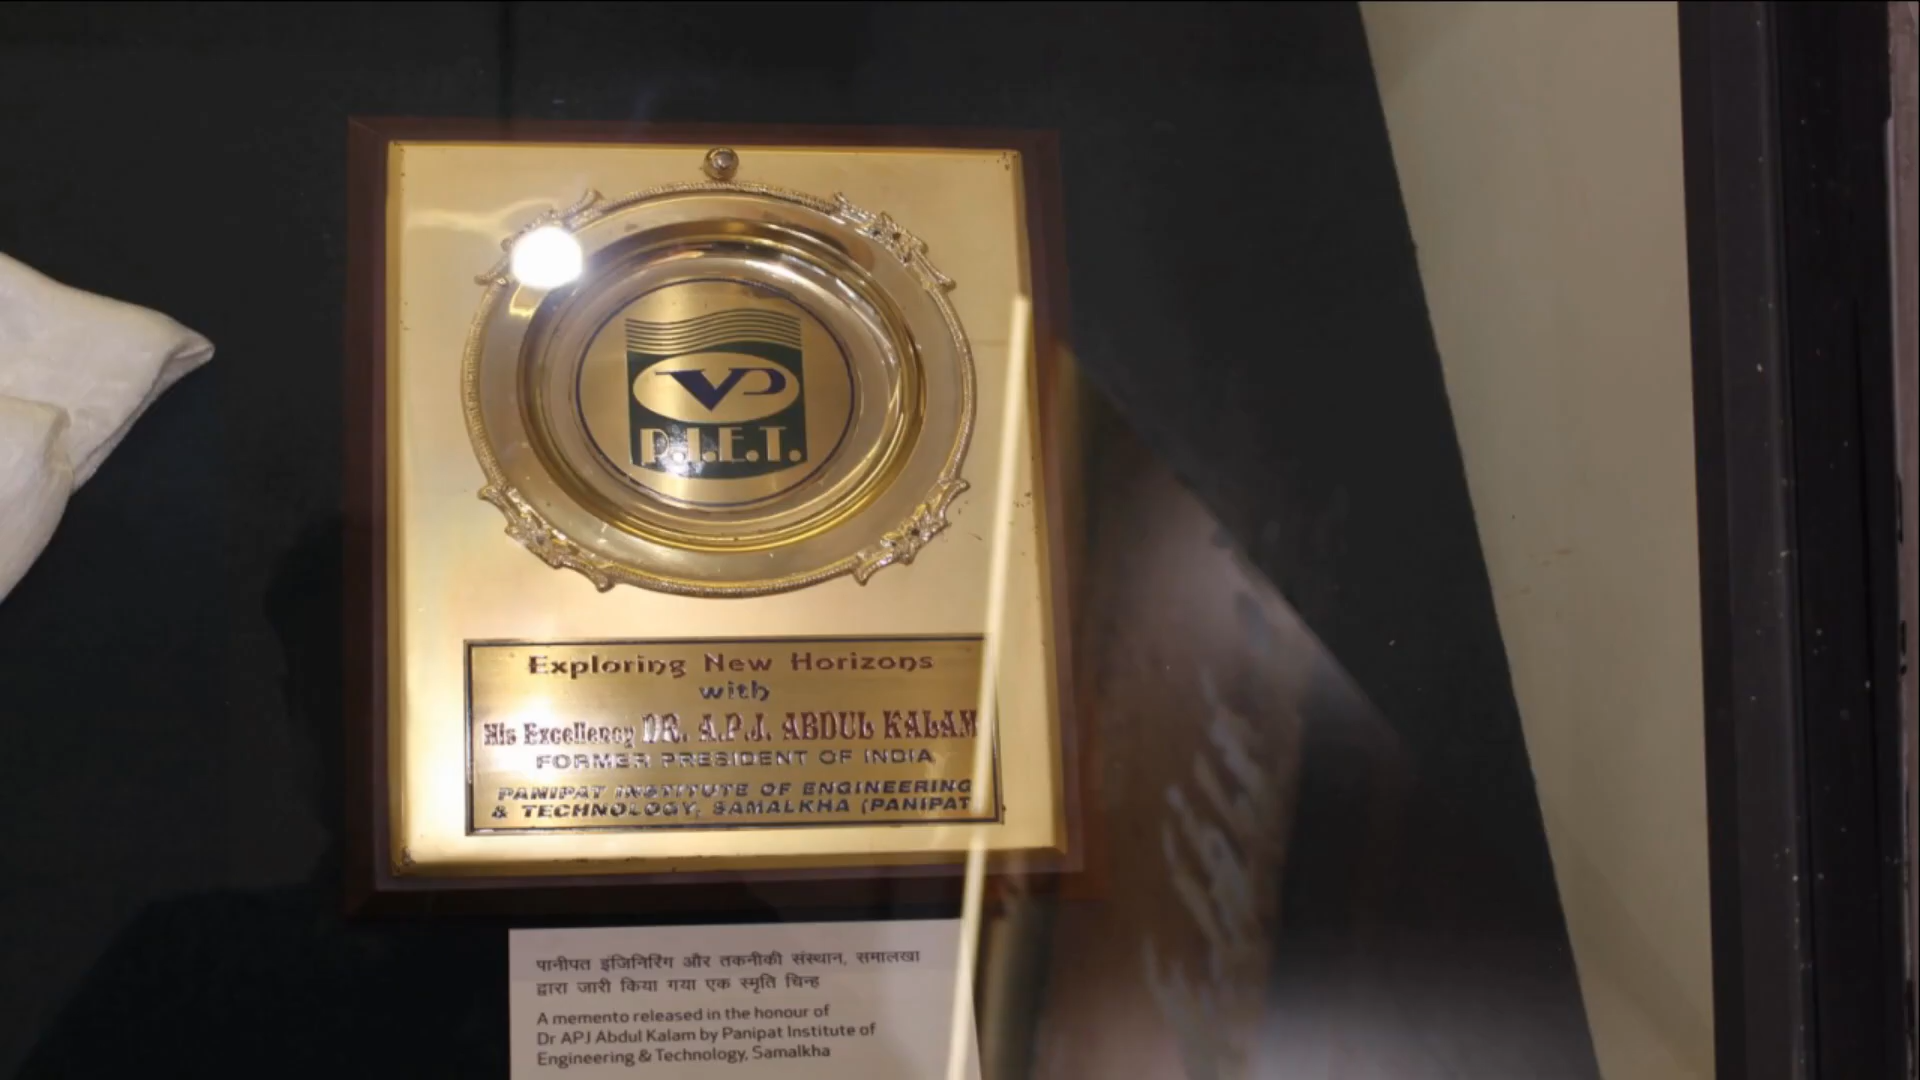 VP
P.I.E.T.
Exploring New Horizons
with
His Excellency DR. A.P.J. ABDUL KALAM
FORMER PRESIDENT OF INDIA
PANIPAT INSTITUTE OF ENGINEERING
& TECHNOLOGY, SAMALKHA (PANIPAT
पानीपत इंजिनिरिंग और तकनीकी संस्थान, समालखा
द्वारा जारी किया गया एक स्मृति चिन्ह
A memento released in the honour of
Dr APJ Abdul Kalam by Panipat Institute of
Engineering & Technology, Samalkha